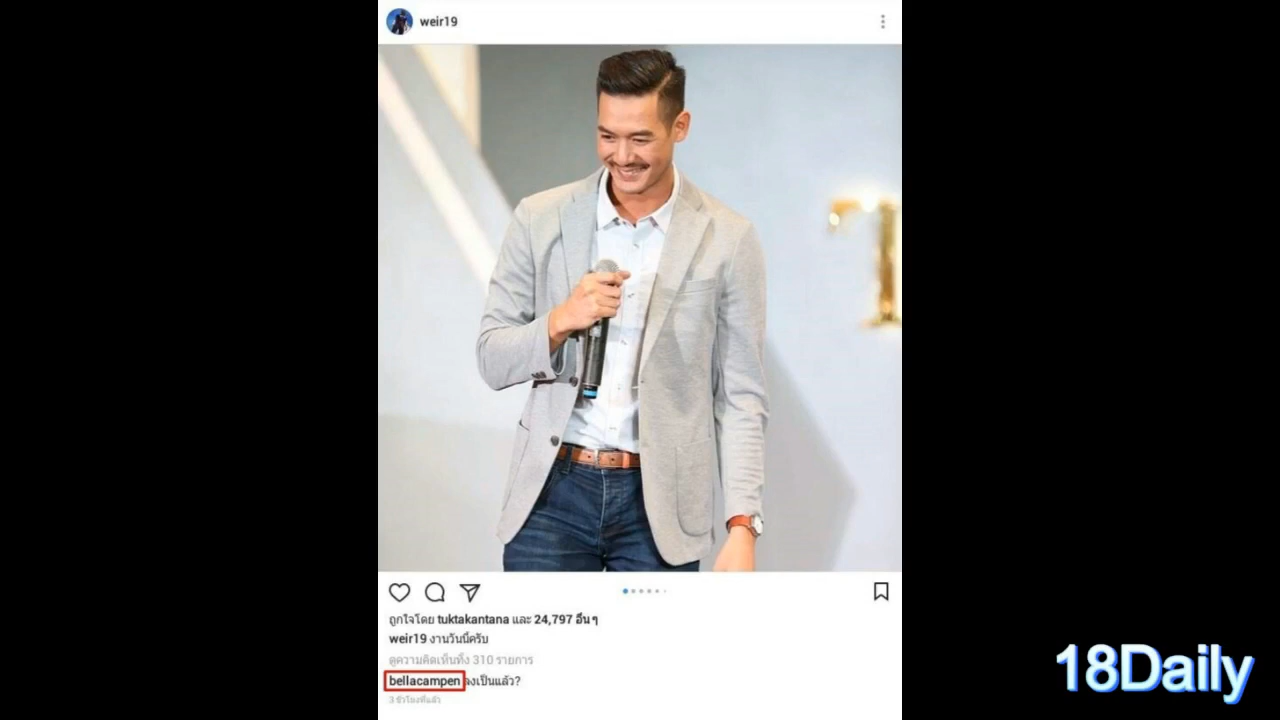 weir19
T
ถูกใจโดย tuktakantana และ 24,797 อื่น ๆ
weir19 งานวันนี้ครับ
ดูความคิดเห็นทั้ง 310 รายการ
bellacampen ลงเป็นแล้ว?
3 ชั่วโมงที่แล้ว
18Daily